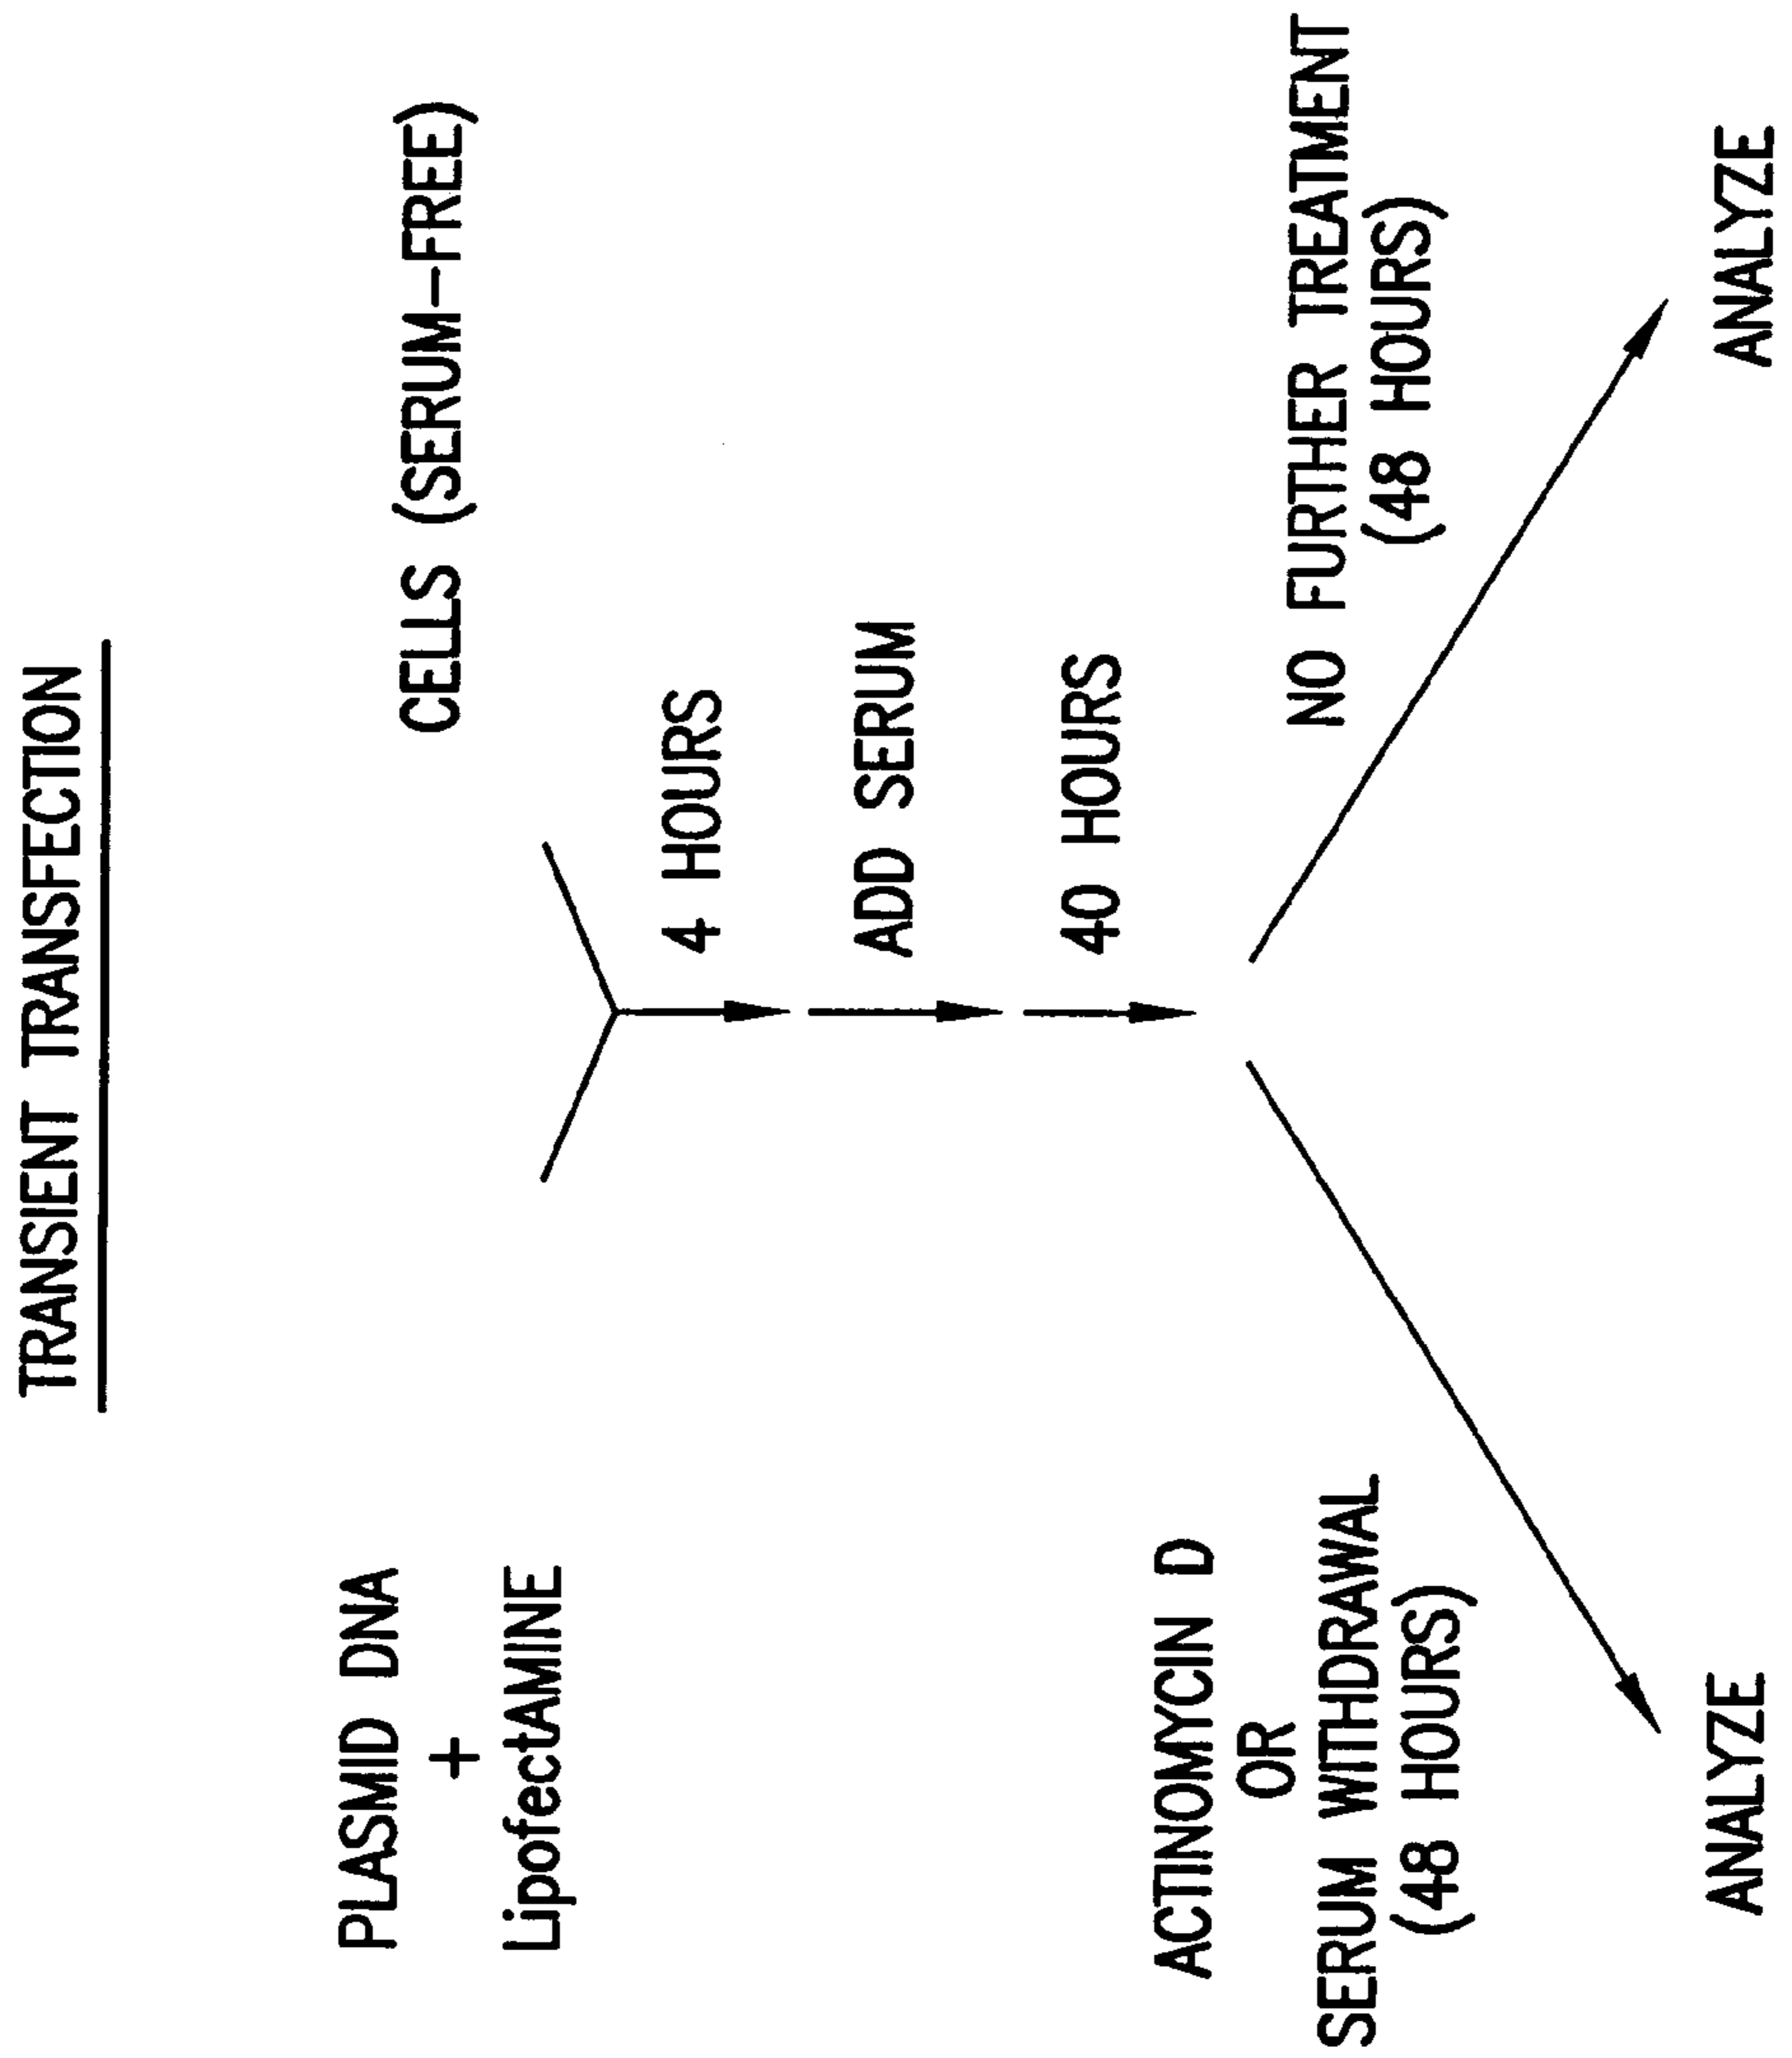 TRANSIENT TRANSFECTION
PLASMID DNA
+
LipofectAMINE
CELLS (SERUM-FREE)
4 HOURS
ADD SERUM
40 HOURS
ACTINOMYCIN D
OR
SERUM WITHDRAWAL
(48 HOURS)
NO FURTHER TREATMENT
(48 HOURS)
ANALYZE
ANALYZE